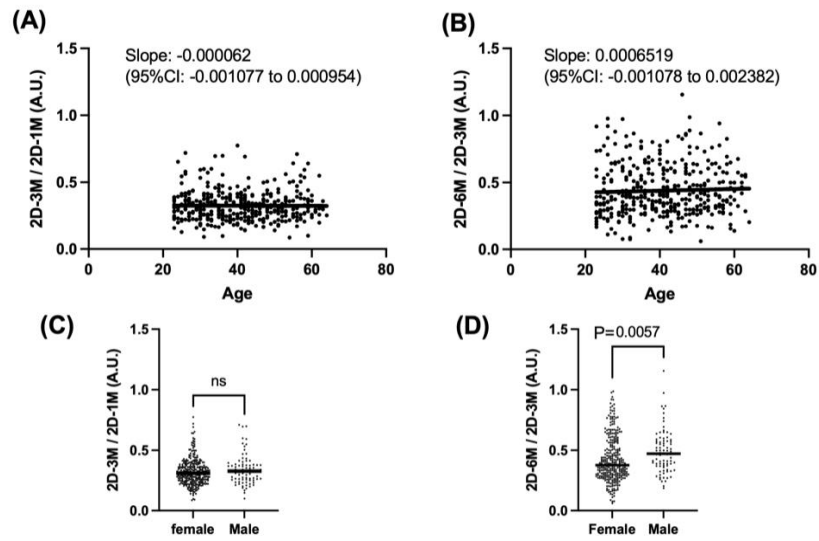 (A)
Slope: -0.000062
(95%CI: -0.001077 to 0.000954)
2D-3M / 2D-1M (A.U.)
1.5
1.0
0.5
0.0
0
20
40
60
80
Age
(B)
Slope: 0.0006519
(95%CI: -0.001078 to 0.002382)
2D-6M / 2D-3M (A.U.)
1.5
1.0
0.5
0.0
0
20
40
60
80
Age
(C)
2D-3M / 2D-1M (A.U.)
1.5
1.0
0.5
0.0
ns
female
Male
(D)
2D-6M / 2D-3M (A.U.)
1.5
1.0
0.5
0.0
P=0.0057
Female
Male